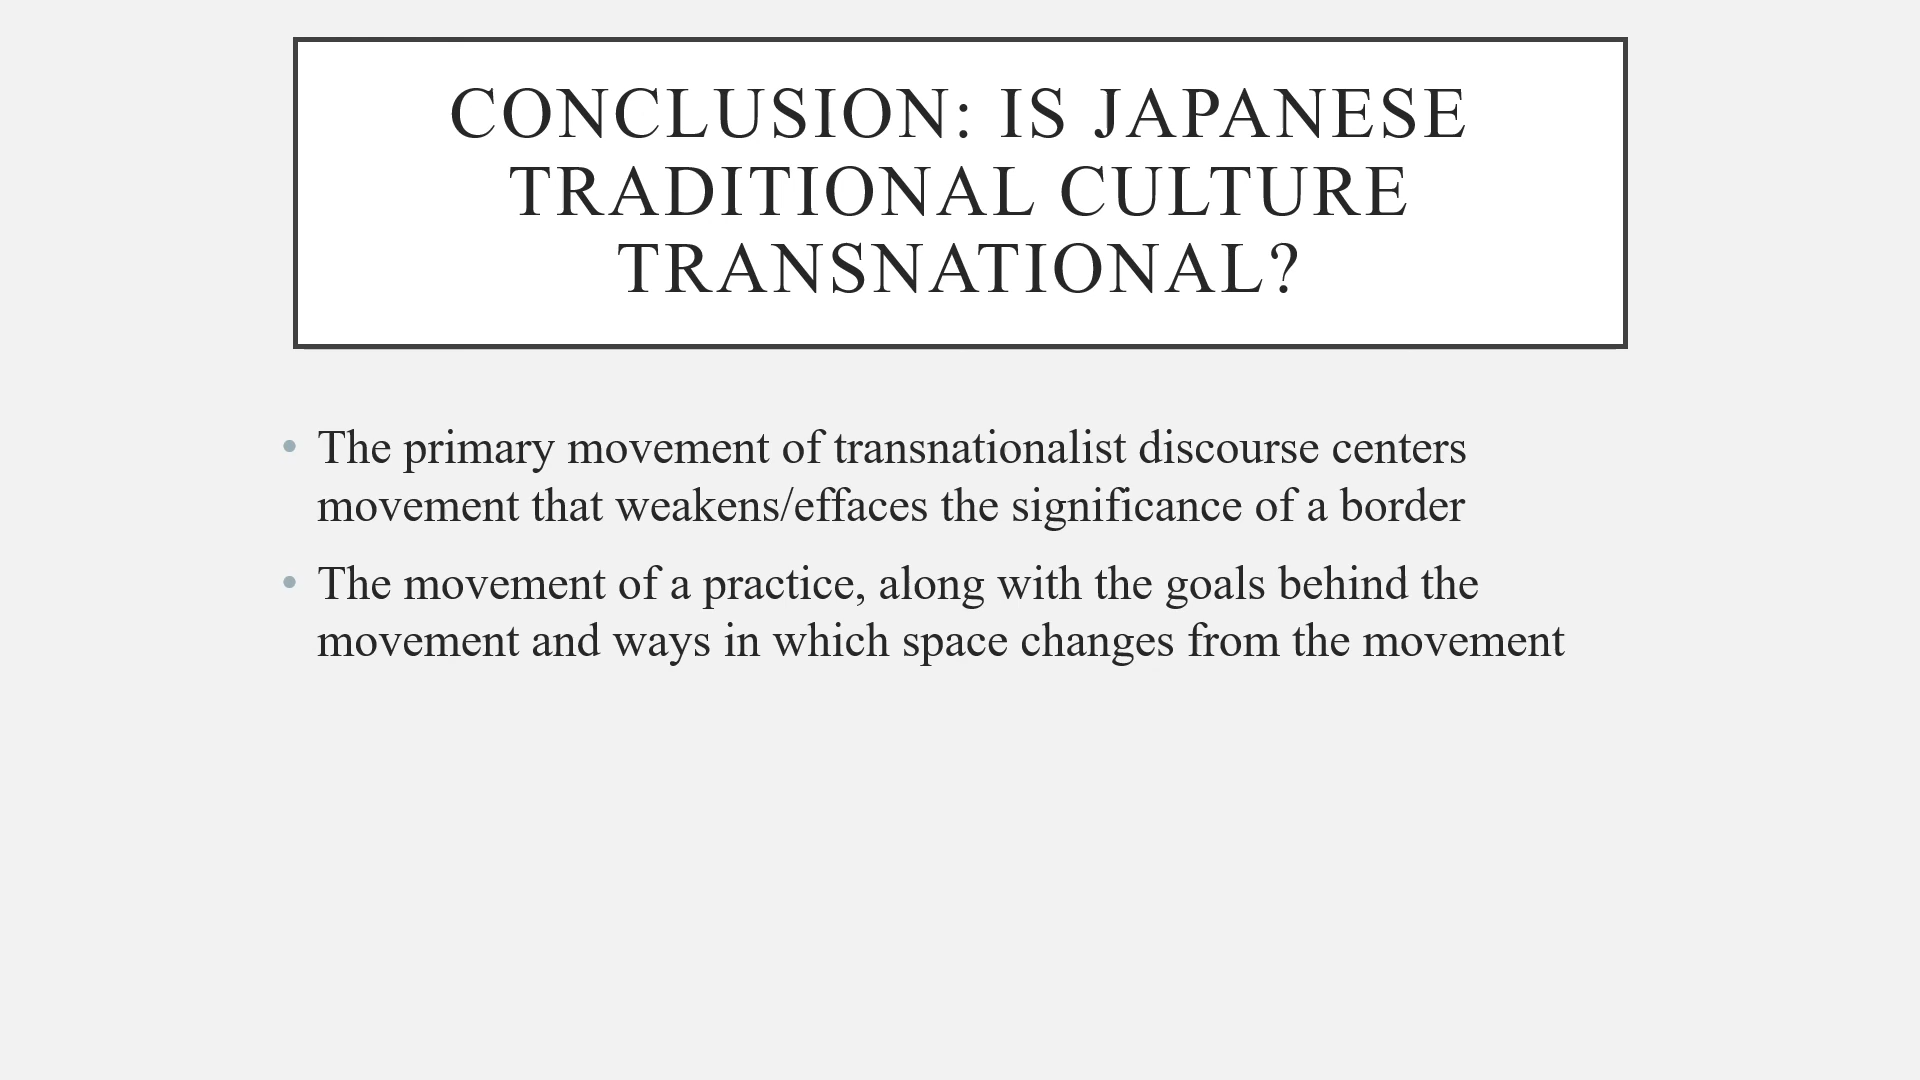 CONCLUSION: IS JAPANESE
TRADITIONAL CULTURE
TRANSNATIONAL?
• The primary movement of transnationalist discourse centers
movement that weakens/effaces the significance of a border
• The movement of a practice, along with the goals behind the
movement and ways in which space changes from the movement